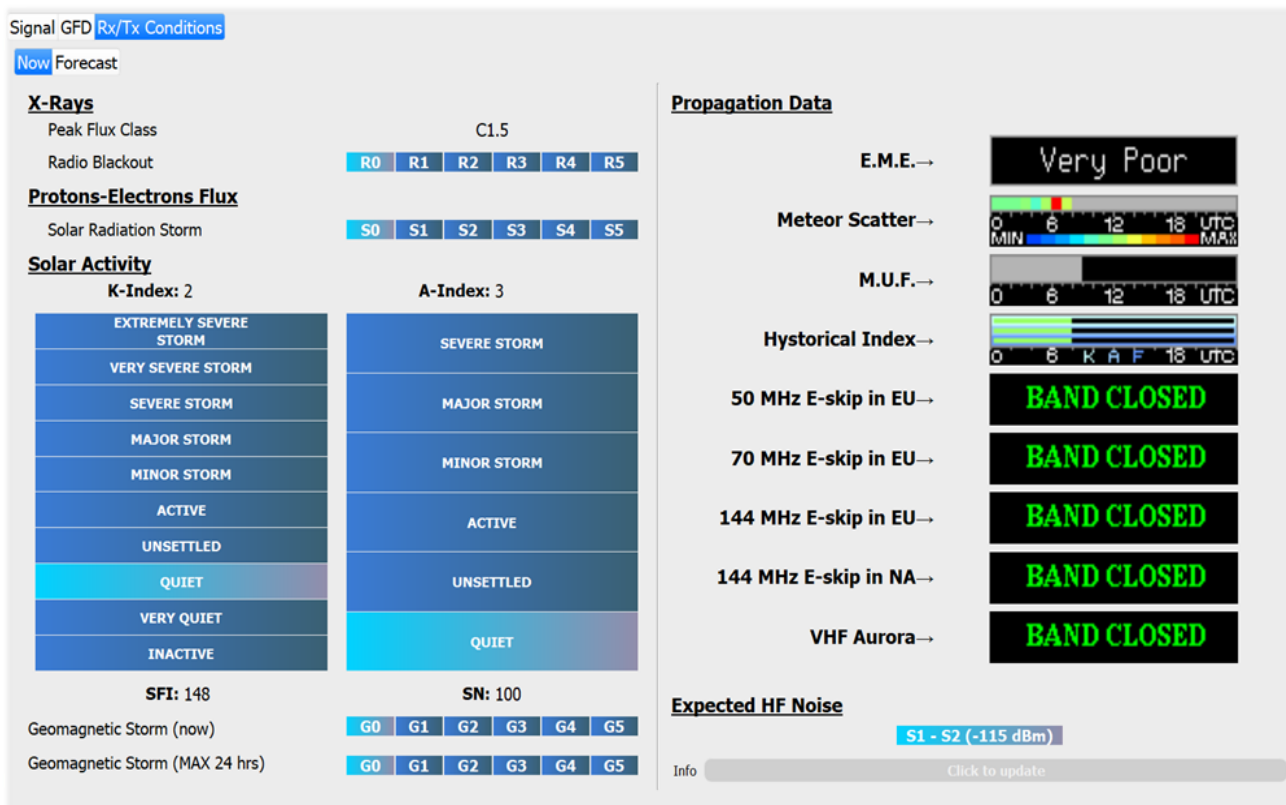 Signal GFD Rx/Tx Conditions
Now Forecast
X-Rays
Peak Flux Class C1.5
Radio Blackout R0 R1 R2 R3 R4 R5
Protons-Electrons Flux
Solar Radiation Storm S0 S1 S2 S3 S4 S5
Solar Activity
K-Index: 2 A-Index: 3
EXTREMELY SEVERE
STORM
VERY SEVERE STORM
SEVERE STORM
MAJOR STORM
MINOR STORM
ACTIVE
UNSETTLED
QUIET
VERY QUIET
INACTIVE
SEVERE STORM
MAJOR STORM
MINOR STORM
ACTIVE
UNSETTLED
QUIET
SFI: 148 SN: 100
Geomagnetic Storm (now) G0 G1 G2 G3 G4 G5
Geomagnetic Storm (MAX 24 hrs) G0 G1 G2 G3 G4 G5
Propagation Data
E.M.E.→ Very Poor
Meteor Scatter→
0 6 12 18 UTC
MIN MAX
M.U.F.→
0 6 12 18 UTC
Hystorical Index→
0 6 K A F 18 UTC
50 MHz E-skip in EU→ BAND CLOSED
70 MHz E-skip in EU→ BAND CLOSED
144 MHz E-skip in EU→ BAND CLOSED
144 MHz E-skip in NA→ BAND CLOSED
VHF Aurora→ BAND CLOSED
Expected HF Noise
S1 - S2 (-115 dBm)
Info Click to update